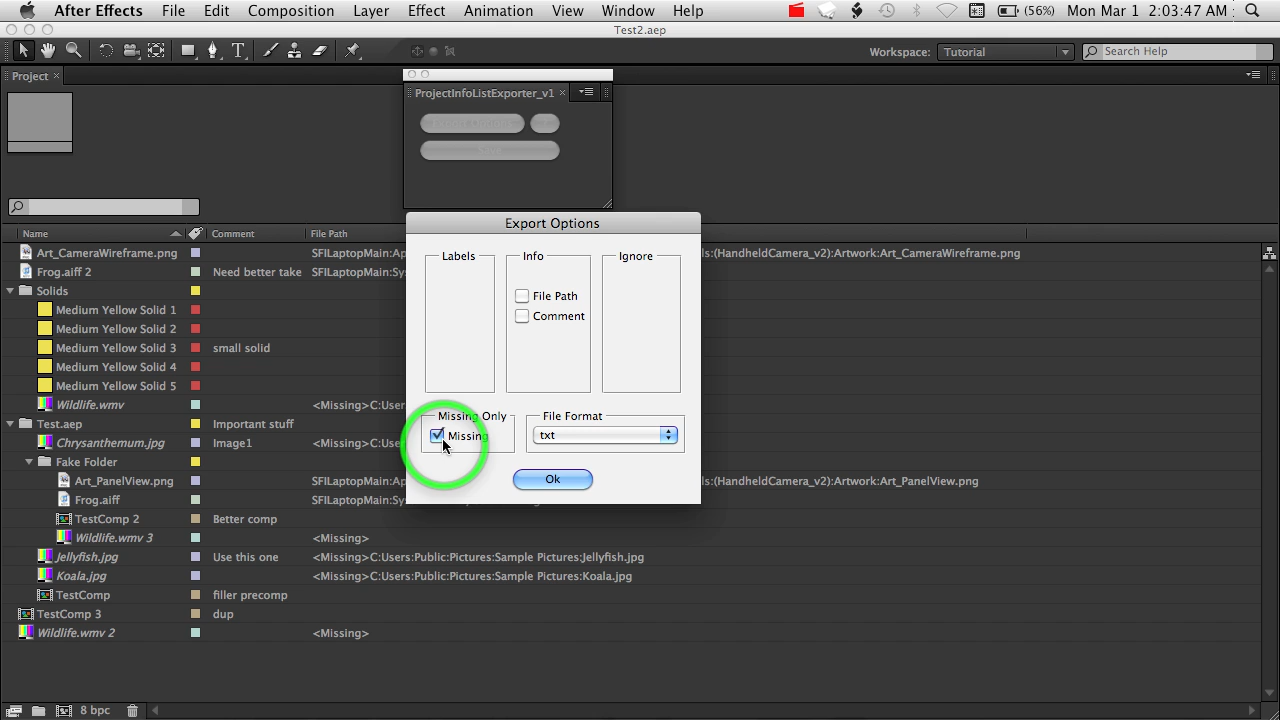 After Effects File Edit Composition Layer Effect Animation View Window Help (56%) Mon Mar 1 2:03:47 AM
Test2.aep
Workspace: Tutorial Search Help
Project ×
ProjectInfoListExporter_v1 ×
Export Options
Name Comment File Path
Art_CameraWireframe.png SFILaptopMain:Ap ls:(HandheldCamera_v2):Artwork:Art_CameraWireframe.png
Frog.aiff 2 Need better take SFILaptopMain:Sy
Solids
Medium Yellow Solid 1
Medium Yellow Solid 2
Medium Yellow Solid 3 small solid
Medium Yellow Solid 4
Medium Yellow Solid 5
Wildlife.wmv <Missing>C:User
Test.aep Important stuff
Chrysanthemum.jpg Image1 <Missing>C:Use
Fake Folder
Art_PanelView.png SFILaptopMain:Ap ls:(HandheldCamera_v2):Artwork:Art_PanelView.png
Frog.aiff SFILaptopMain:Sys
TestComp 2 Better comp
Wildlife.wmv 3 <Missing>
Jellyfish.jpg Use this one <Missing>C:Users:Public:Pictures:Sample Pictures:Jellyfish.jpg
Koala.jpg <Missing>C:Users:Public:Pictures:Sample Pictures:Koala.jpg
TestComp filler precomp
TestComp 3 dup
Wildlife.wmv 2 <Missing>
8 bpc
Export Options
Labels Info Ignore
File Path
Comment
Missing Only File Format
Missing txt
Ok